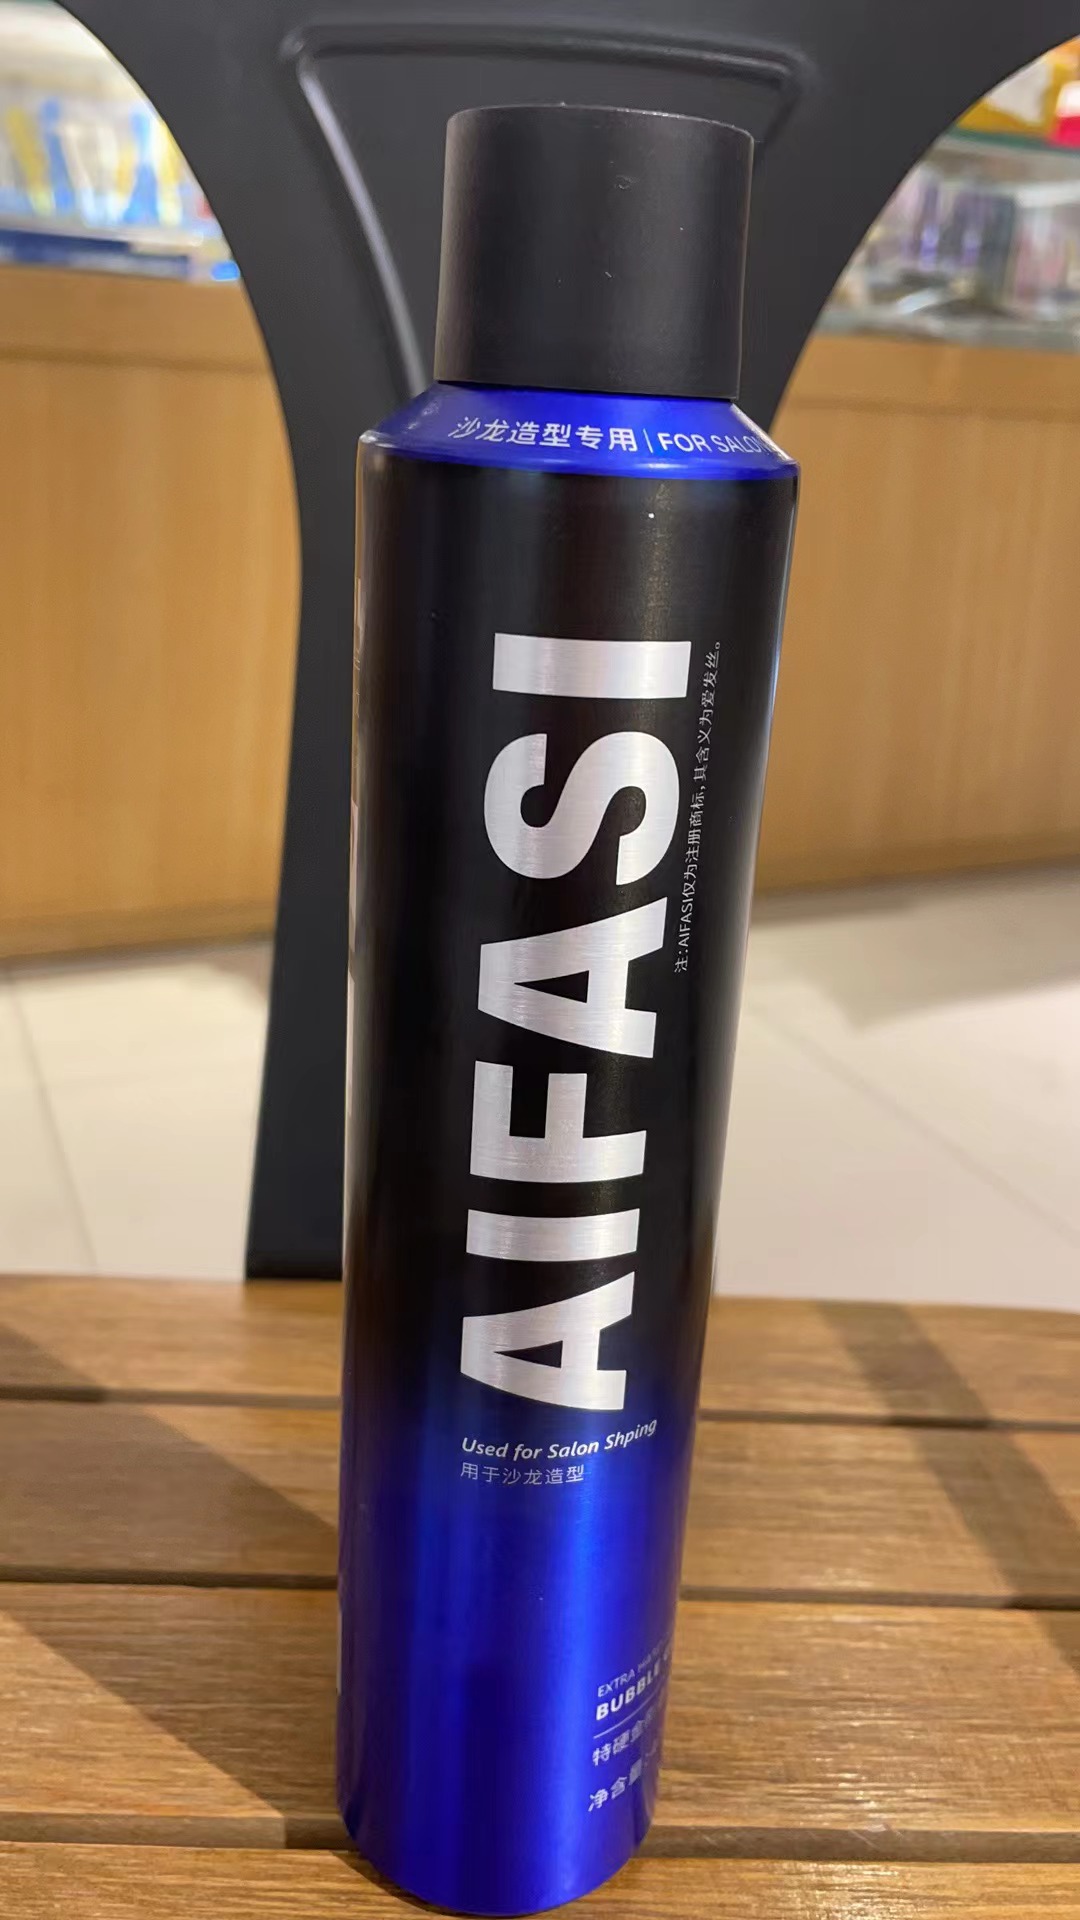 沙龙造型专用 | FOR SALO
AIFASI
注:AIFASI仅为注册商标,其含义为爱发丝。
Used for Salon Shping
用于沙龙造型
EXTRA
BUBBLE
特硬
净含量